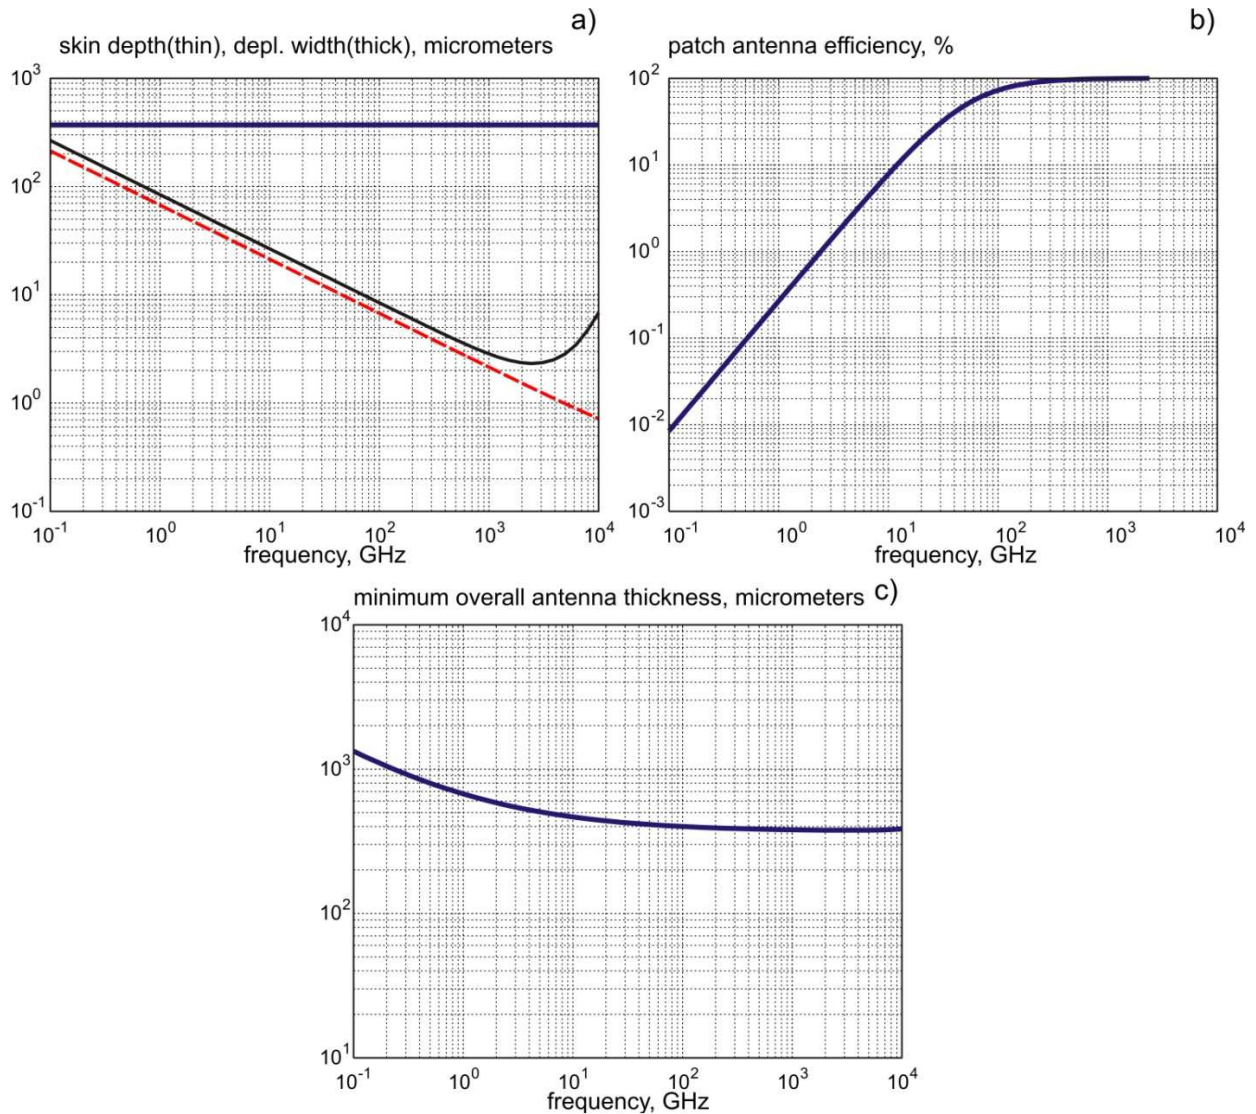 a)
skin depth(thin), depl. width(thick), micrometers
10^3
10^2
10^1
10^0
10^-1
10^-1 10^0 10^1 10^2 10^3 10^4
frequency, GHz
b)
patch antenna efficiency, %
10^2
10^1
10^0
10^-1
10^-2
10^-3
10^-1 10^0 10^1 10^2 10^3 10^4
frequency, GHz
minimum overall antenna thickness, micrometers c)
10^4
10^3
10^2
10^1
10^-1 10^0 10^1 10^2 10^3 10^4
frequency, GHz